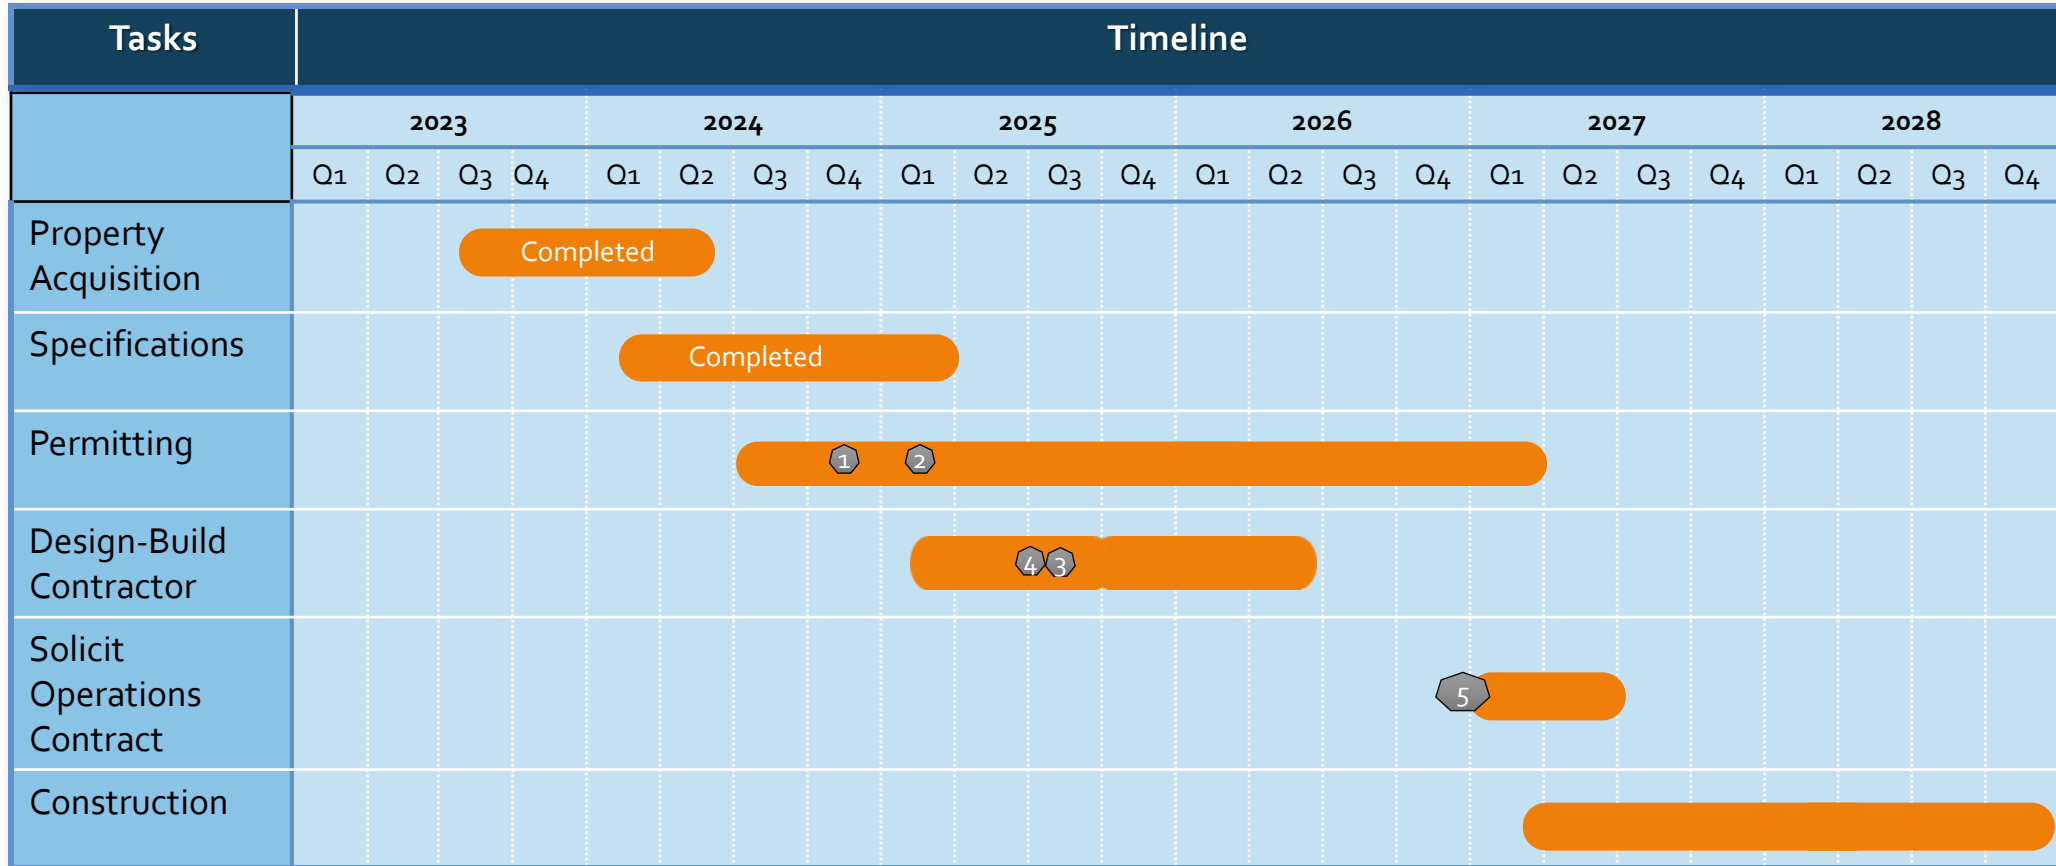 Tasks Timeline
2023 2024 2025 2026 2027 2028
Q1 Q2 Q3 Q4 Q1 Q2 Q3 Q4 Q1 Q2 Q3 Q4 Q1 Q2 Q3 Q4 Q1 Q2 Q3 Q4 Q1 Q2 Q3 Q4
Property
Acquisition
Completed
Specifications
Completed
Permitting
1 2
Design-Build
Contractor
4 3
Solicit
Operations
Contract
5
Construction